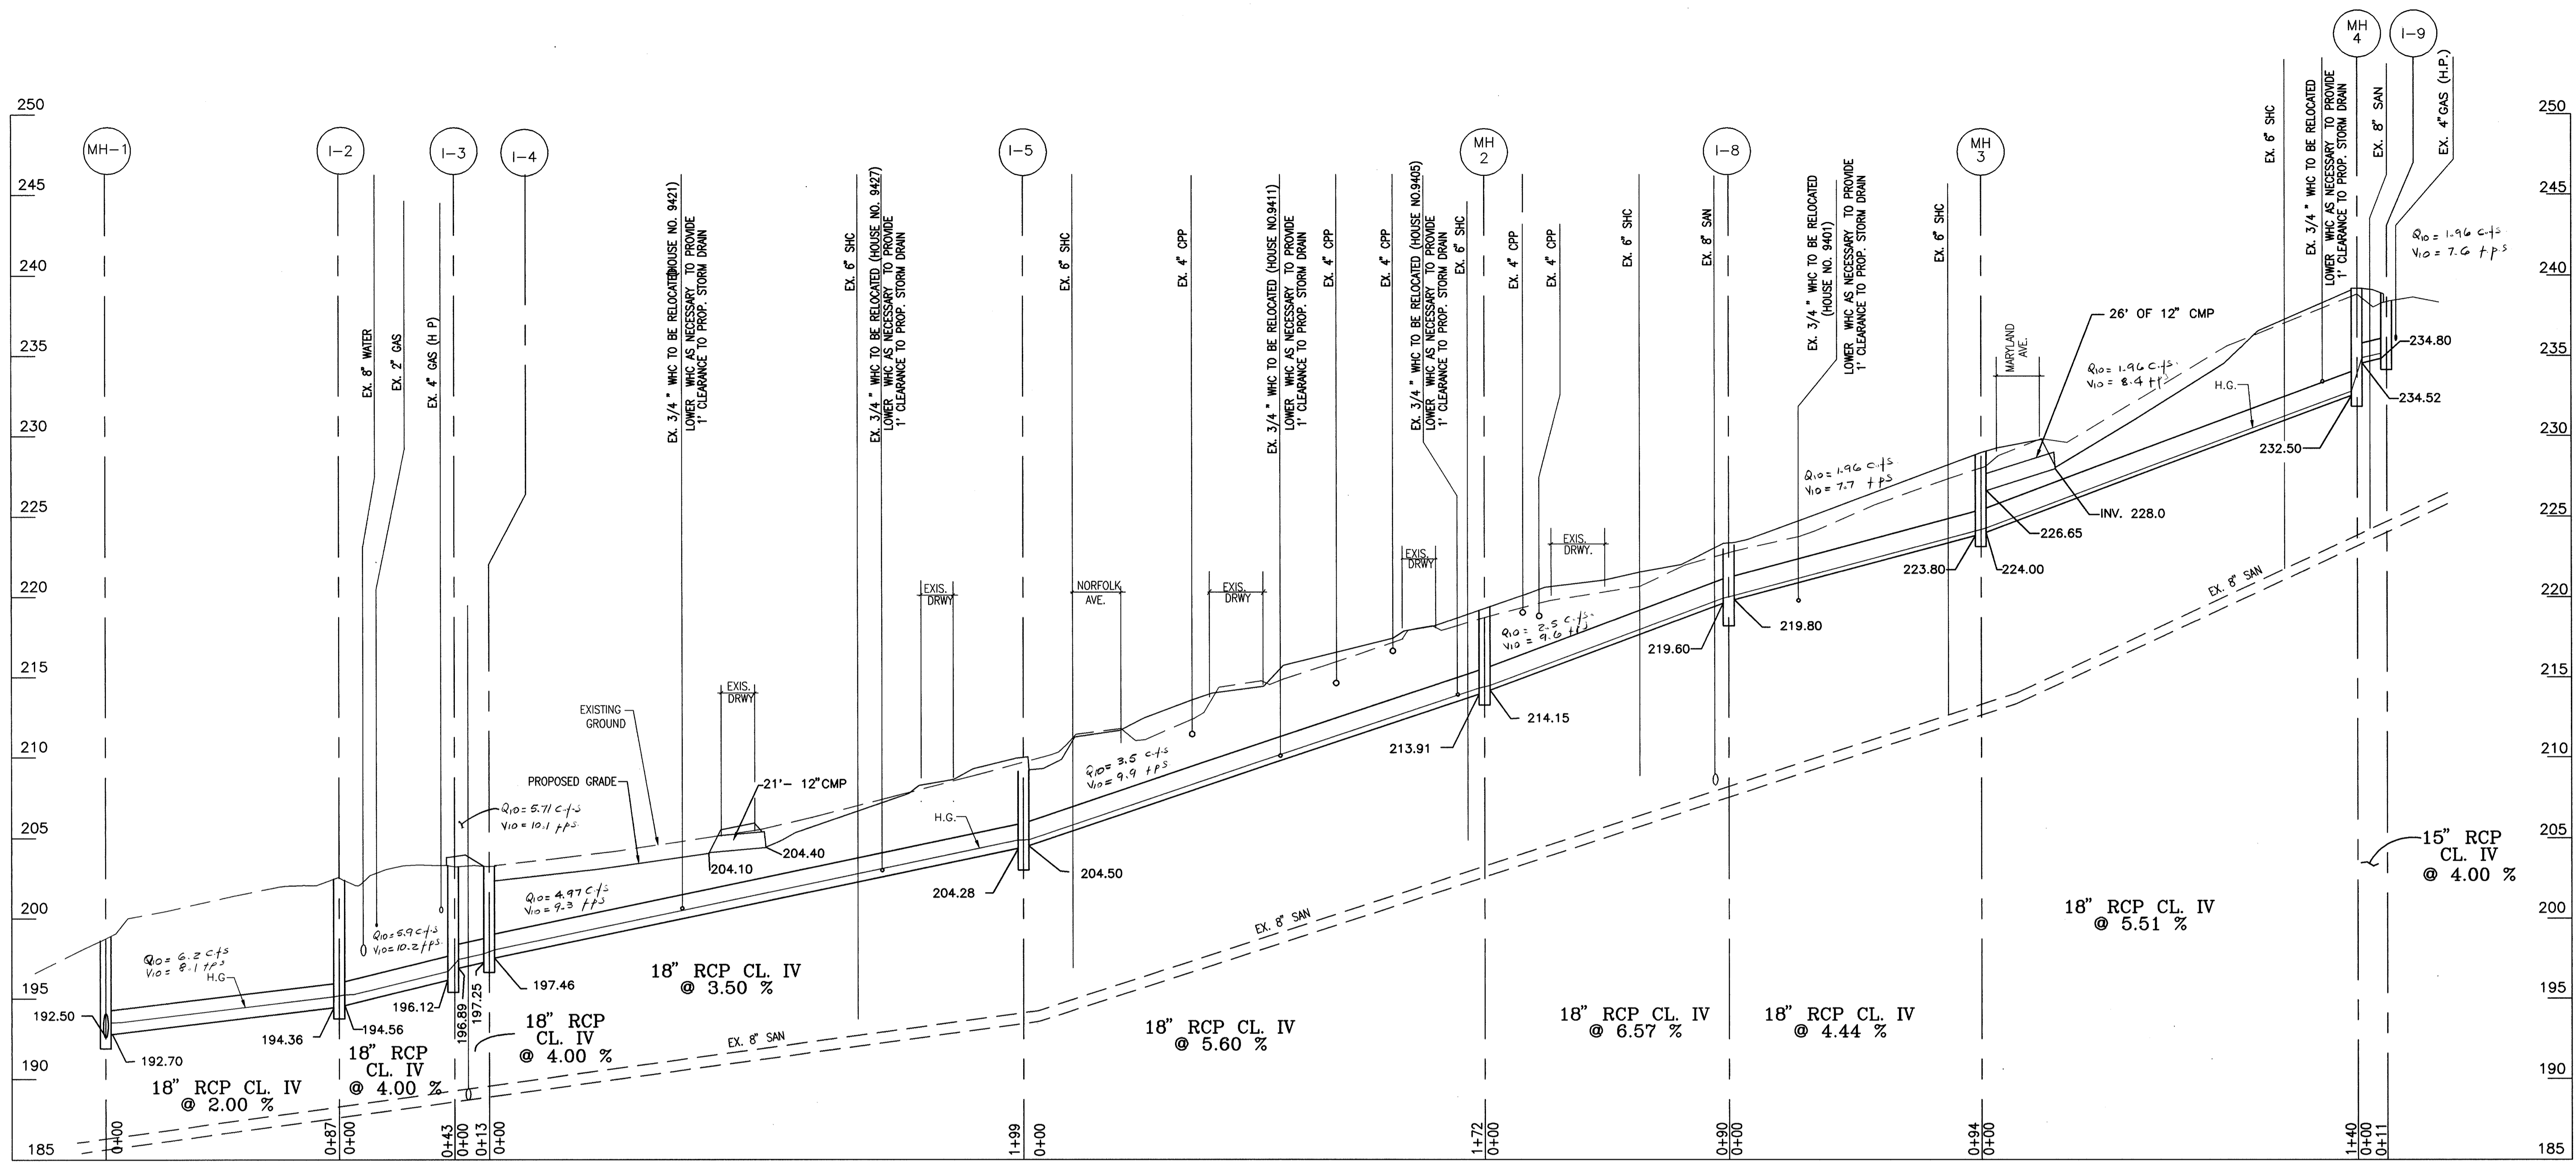 MH-1
I-2
I-3
I-4
I-5
MH
2
I-8
MH
3
MH
4
I-9
250
245
240
235
230
225
220
215
210
205
200
195
190
185
250
245
240
235
230
225
220
215
210
205
200
195
190
185
EX. 8" WATER
EX. 2" GAS
EX. 4" GAS (H P)
EX. 3/4 " WHC TO BE RELOCATED(HOUSE NO. 9421)
LOWER WHC AS NECESSARY TO PROVIDE
1' CLEARANCE TO PROP. STORM DRAIN
EX. 6" SHC
EX. 3/4 " WHC TO BE RELOCATED (HOUSE NO. 9427)
LOWER WHC AS NECESSARY TO PROVIDE
1' CLEARANCE TO PROP. STORM DRAIN
EX. 6" SHC
EX. 4" CPP
EX. 3/4 " WHC TO BE RELOCATED (HOUSE NO.9411)
LOWER WHC AS NECESSARY TO PROVIDE
1' CLEARANCE TO PROP. STORM DRAIN
EX. 4" CPP
EX. 4" CPP
EX. 3/4 " WHC TO BE RELOCATED (HOUSE NO.9405)
LOWER WHC AS NECESSARY TO PROVIDE
1' CLEARANCE TO PROP. STORM DRAIN
EX. 6" SHC
EX. 4" CPP
EX. 4" CPP
EX. 6" SHC
EX. 8" SAN
EX. 3/4 " WHC TO BE RELOCATED
(HOUSE NO. 9401)
LOWER WHC AS NECESSARY TO PROVIDE
1' CLEARANCE TO PROP. STORM DRAIN
EX. 6" SHC
EX. 6" SHC
EX. 3/4 " WHC TO BE RELOCATED
LOWER WHC AS NECESSARY TO PROVIDE
1' CLEARANCE TO PROP. STORM DRAIN
EX. 8" SAN
EX. 4" GAS (H.P.)
Q10= 1.96 c.f.s.
V10= 7.6 fps
26' OF 12" CMP
MARYLAND
AVE.
Q10= 1.96 c.f.s.
V10= 8.4 fps
H.G.
234.80
234.52
232.50
Q10= 1.96 c.f.s
V10= 7.7 fps
INV. 228.0
226.65
223.80
224.00
EXIS.
DRWY.
EXIS.
DRWY
EXIS.
DRWY
NORFOLK
AVE.
EXIS.
DRWY
EXIS.
DRWY
Q10= 2.5 c.f.s.
V10= 9.6 fps
219.60
219.80
214.15
213.91
EX. 8" SAN
EXISTING
GROUND
PROPOSED GRADE
21'- 12"CMP
Q10= 5.71 c.f.s
V10= 10.1 fps.
Q10= 3.5 c.f.s
V10= 9.9 fps
H.G.
204.10
204.40
204.28
204.50
Q10= 4.97 c.f.s
V10= 9.3 fps
Q10= 5.9 c.f.s
V10= 10.2 fps.
Q10= 6.2 c.f.s
V10= 8.1 fps
H.G
192.50
192.70
194.36
194.56
196.12
196.89
197.25
197.46
EX. 8" SAN
EX. 8" SAN
18" RCP CL. IV
@ 2.00 %
18" RCP
CL. IV
@ 4.00 %
18" RCP
CL. IV
@ 4.00 %
18" RCP CL. IV
@ 3.50 %
18" RCP CL. IV
@ 5.60 %
18" RCP CL. IV
@ 6.57 %
18" RCP CL. IV
@ 4.44 %
18" RCP CL. IV
@ 5.51 %
15" RCP
CL. IV
@ 4.00 %
0+00
0+87
0+00
0+43
0+00
0+13
0+00
1+99
0+00
1+72
0+00
0+90
0+00
0+94
0+00
1+40
0+00
0+11